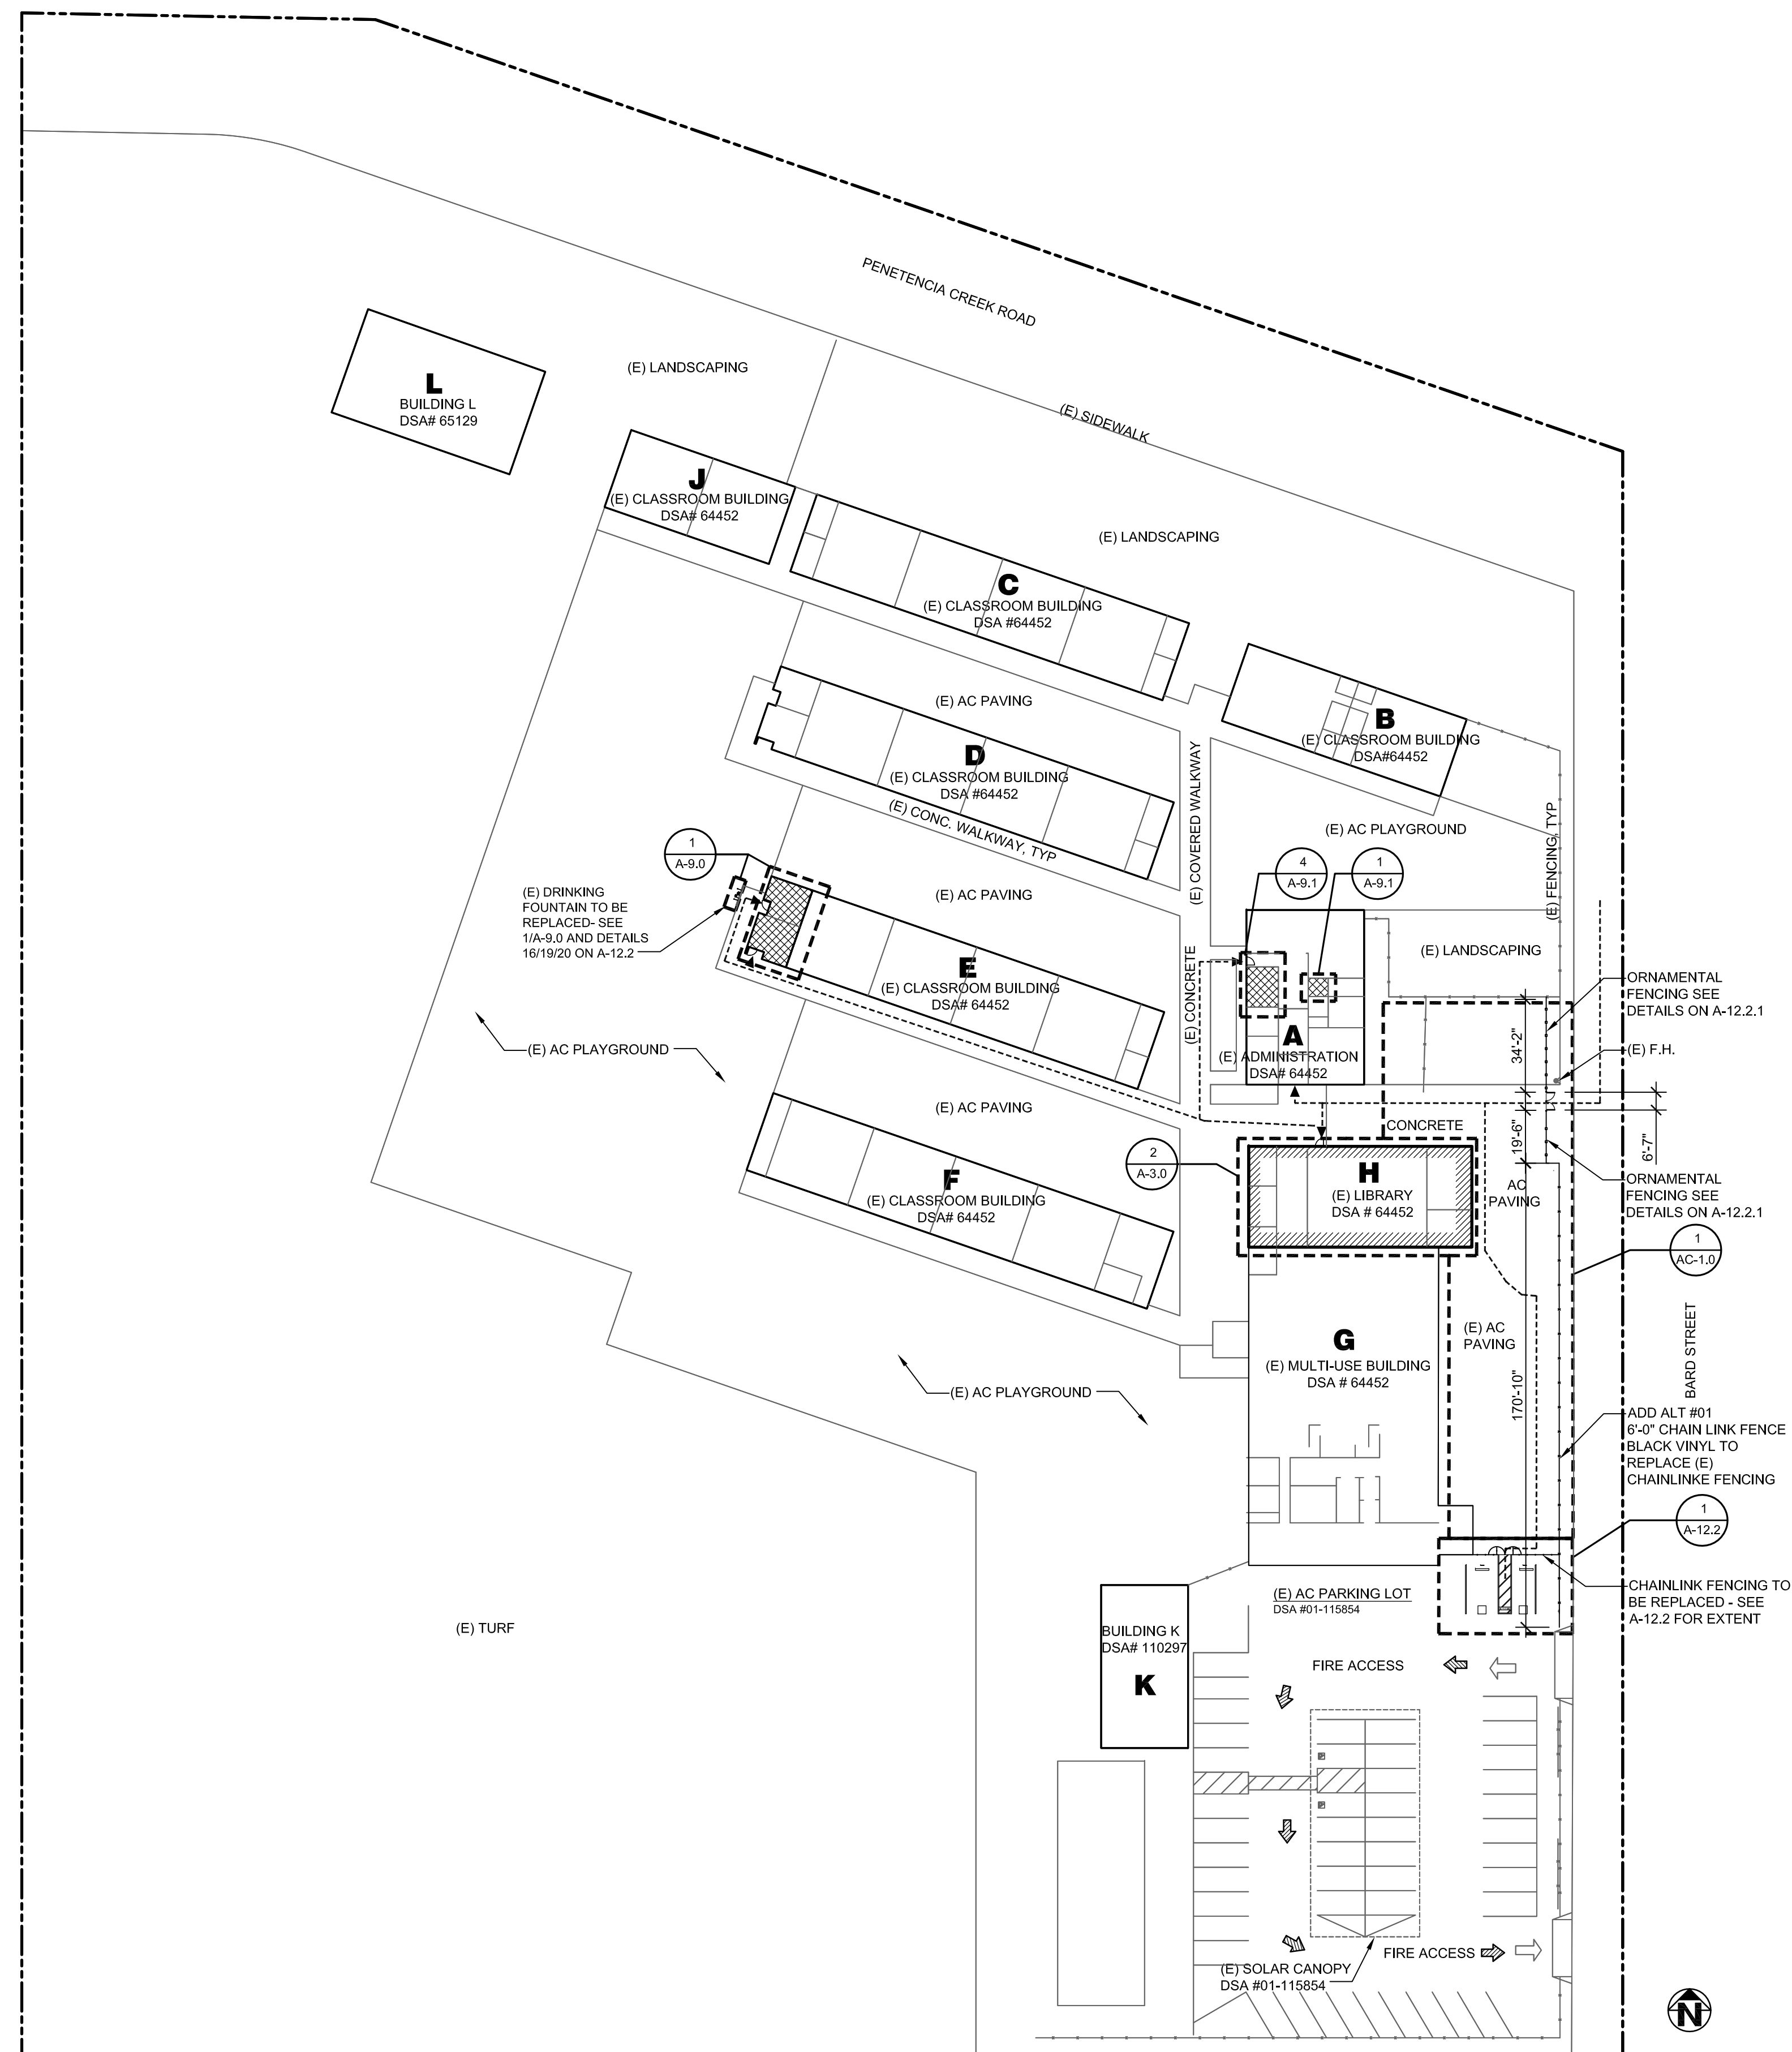 PENETENCIA CREEK ROAD
(E) LANDSCAPING
L
BUILDING L
DSA# 65129
(E) SIDEWALK
J
(E) CLASSROOM BUILDING
DSA# 64452
(E) LANDSCAPING
C
(E) CLASSROOM BUILDING
DSA #64452
(E) AC PAVING
B
(E) CLASSROOM BUILDING
DSA#64452
D
(E) CLASSROOM BUILDING
DSA #64452
(E) CONC. WALKWAY, TYP
(E) COVERED WALKWAY
(E) AC PLAYGROUND
(E) FENCING, TYP
1
A-9.0
4
A-9.1
1
A-9.1
(E) DRINKING
FOUNTAIN TO BE
REPLACED- SEE
1/A-9.0 AND DETAILS
16/19/20 ON A-12.2
(E) AC PAVING
E
(E) CLASSROOM BUILDING
DSA# 64452
(E) CONCRETE
(E) LANDSCAPING
ORNAMENTAL
FENCING SEE
DETAILS ON A-12.2.1
34'-2"
(E) F.H.
A
(E) ADMINISTRATION
DSA# 64452
(E) AC PLAYGROUND
(E) AC PAVING
CONCRETE
19'-6"
6'-7"
2
A-3.0
H
(E) LIBRARY
DSA # 64452
AC
PAVING
ORNAMENTAL
FENCING SEE
DETAILS ON A-12.2.1
F
(E) CLASSROOM BUILDING
DSA# 64452
1
AC-1.0
G
(E) MULTI-USE BUILDING
DSA # 64452
(E) AC
PAVING
BARD STREET
170'-10"
(E) AC PLAYGROUND
ADD ALT #01
6'-0" CHAIN LINK FENCE
BLACK VINYL TO
REPLACE (E)
CHAINLINKE FENCING
1
A-12.2
CHAINLINK FENCING TO
BE REPLACED - SEE
A-12.2 FOR EXTENT
(E) AC PARKING LOT
DSA #01-115854
(E) TURF
BUILDING K
DSA# 110297
K
FIRE ACCESS
FIRE ACCESS
(E) SOLAR CANOPY
DSA #01-115854
N